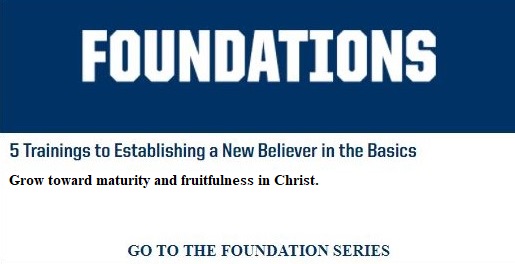 FOUNDATIONS
5 Trainings to Establishing a New Believer in the Basics
Grow toward maturity and fruitfulness in Christ.
GO TO THE FOUNDATION SERIES